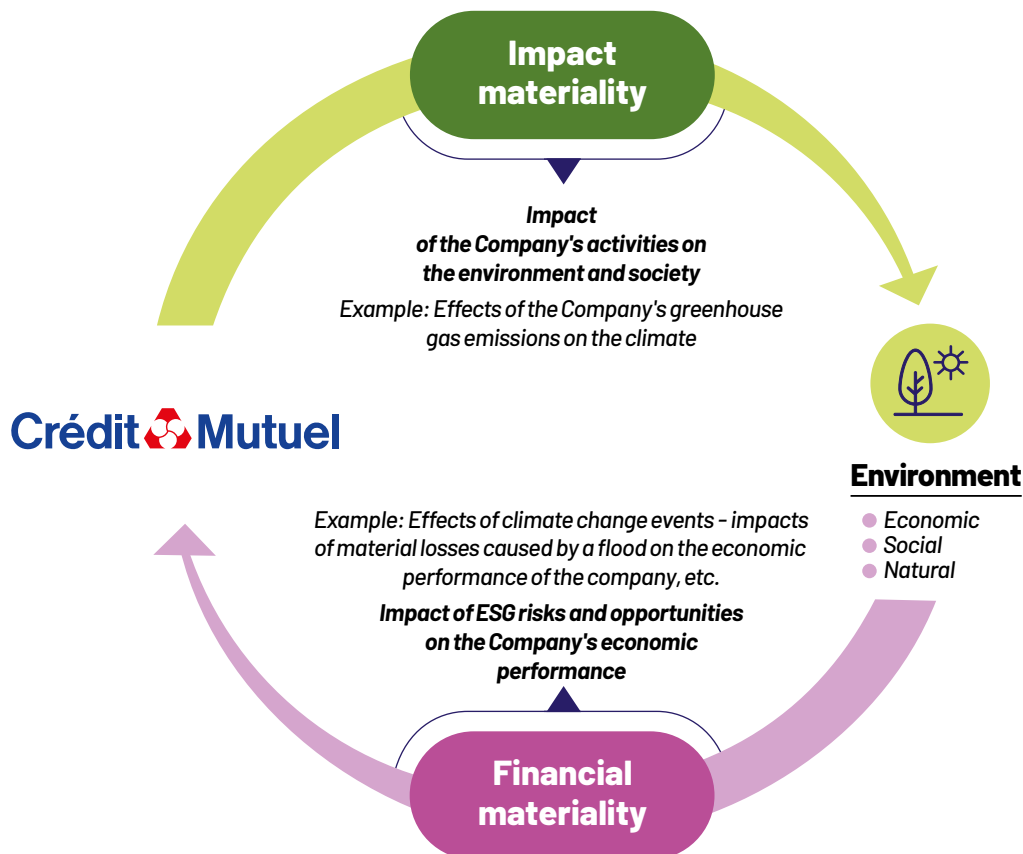 Impact
materiality
Impact
of the Company's activities on
the environment and society
Example: Effects of the Company's greenhouse
gas emissions on the climate
Crédit Mutuel
Environment
Economic
Social
Natural
Example: Effects of climate change events - impacts
of material losses caused by a flood on the economic
performance of the company, etc.
Impact of ESG risks and opportunities
on the Company's economic
performance
Financial
materiality